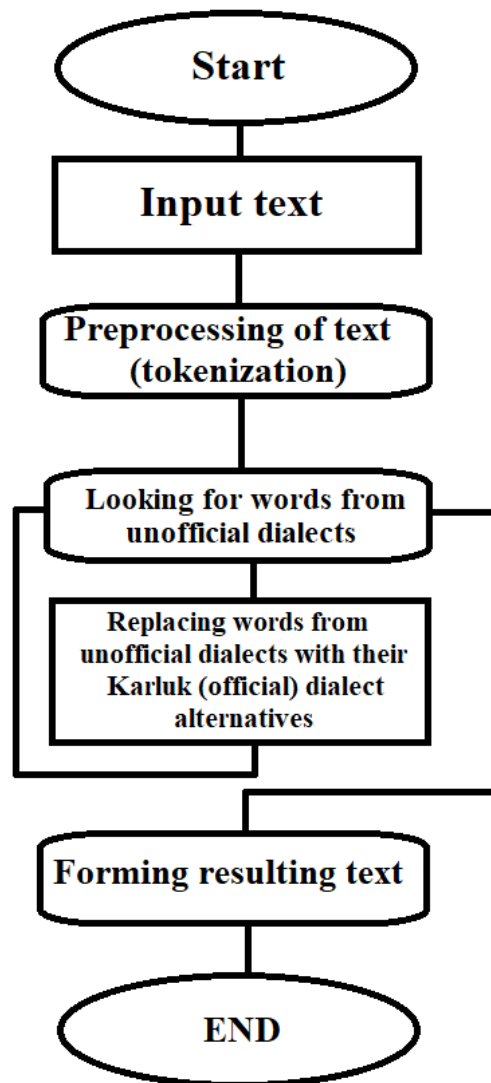 Start
Input text
Preprocessing of text
(tokenization)
Looking for words from
unofficial dialects
Replacing words from
unofficial dialects with their
Karluk (official) dialect
alternatives
Forming resulting text
END